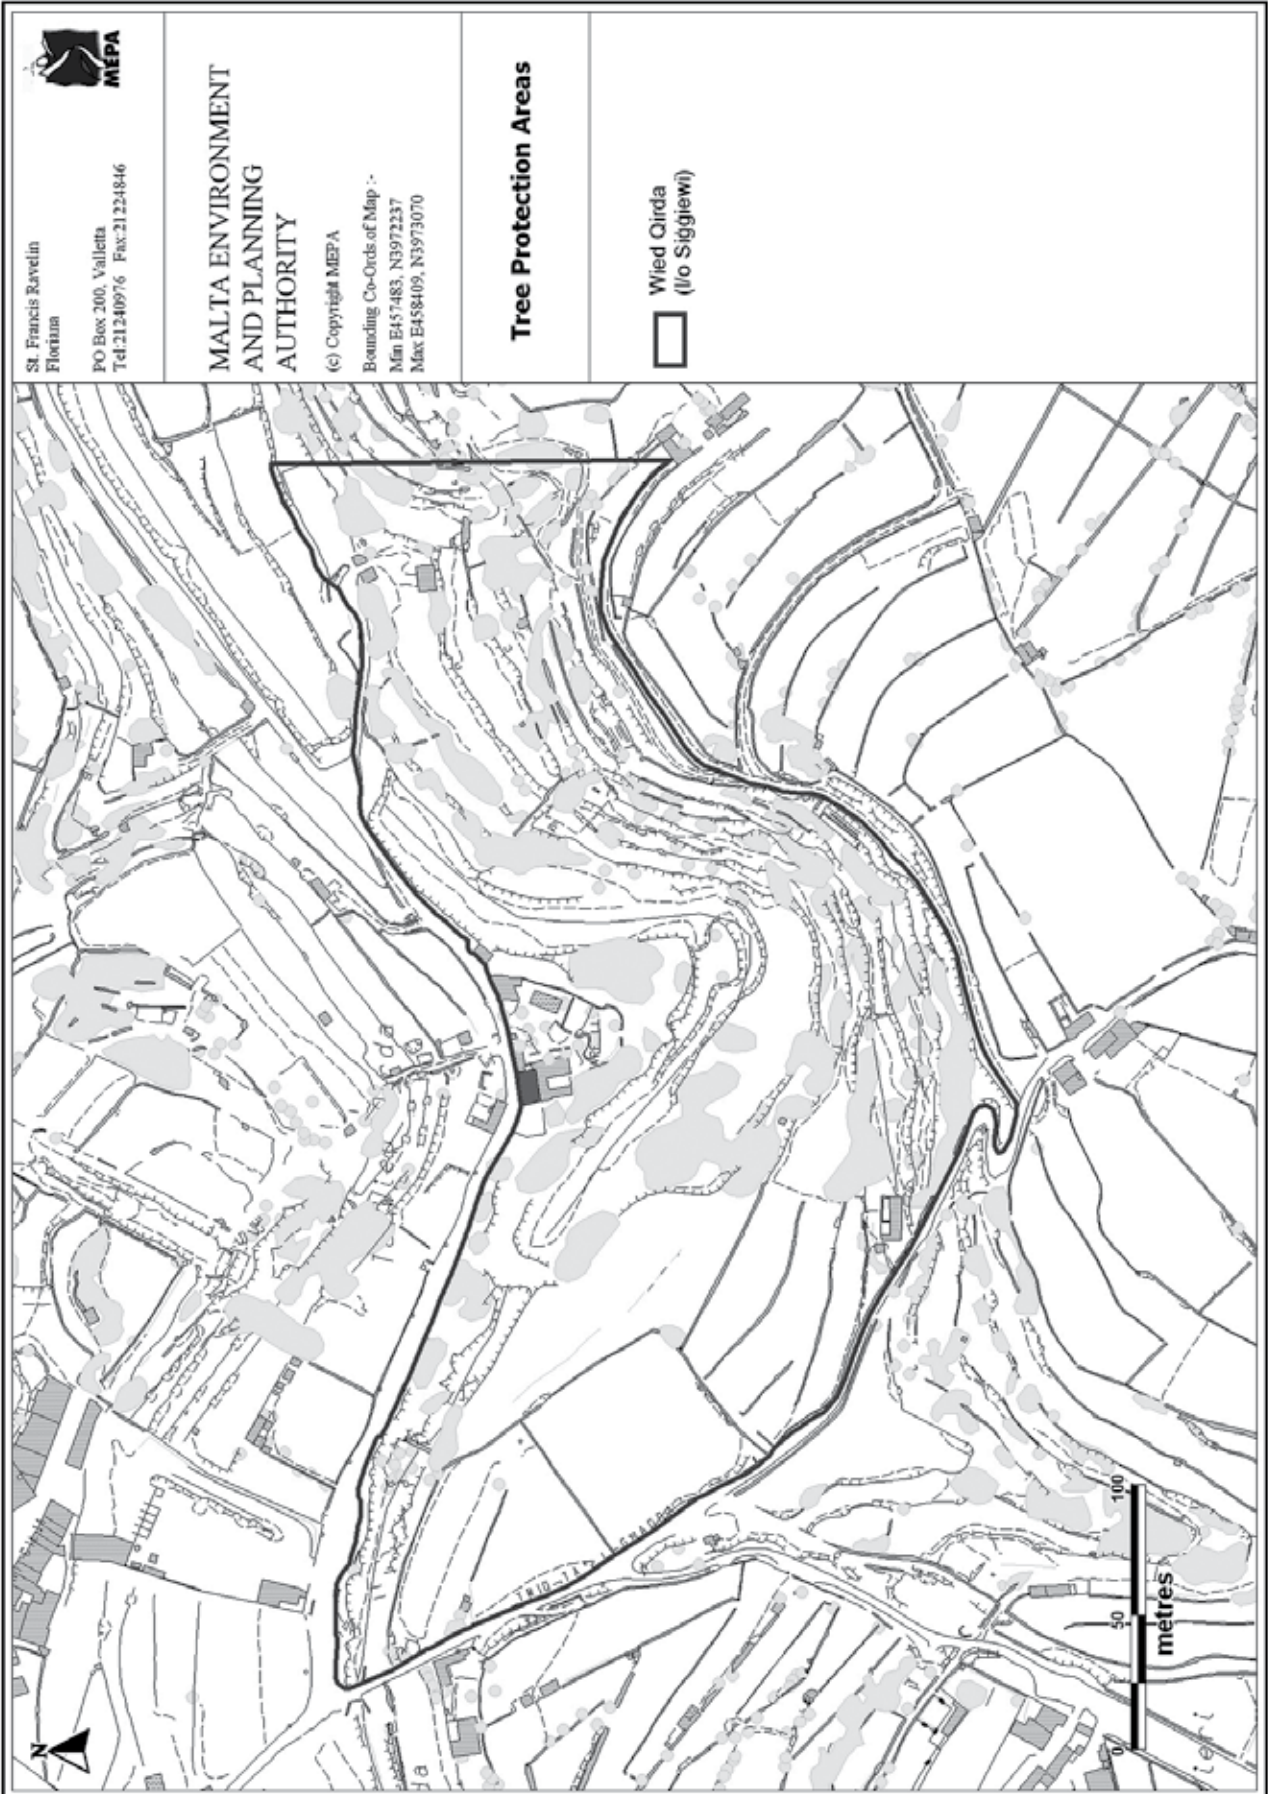 MEPA
St. Francis Ravelin
Floriana
PO Box 200, Valletta
Tel:21240976 Fax:21224846
MALTA ENVIRONMENT
AND PLANNING
AUTHORITY
(c) Copyright MEPA
Bounding Co-Ords of Map :-
Min E457483, N3972237
Max E458409, N3973070
Tree Protection Areas
Wied Qirda
(l/o Siġġiewi)
N
TRIQ-TA
0 50 100
metres